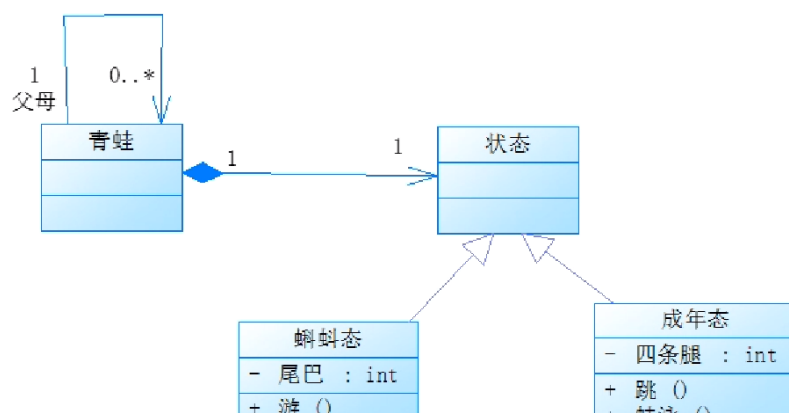 1
0..*
父母
青蛙
1
1
状态
蝌蚪态
- 尾巴 : int
+ 游 ()
成年态
- 四条腿 : int
+ 跳 ()